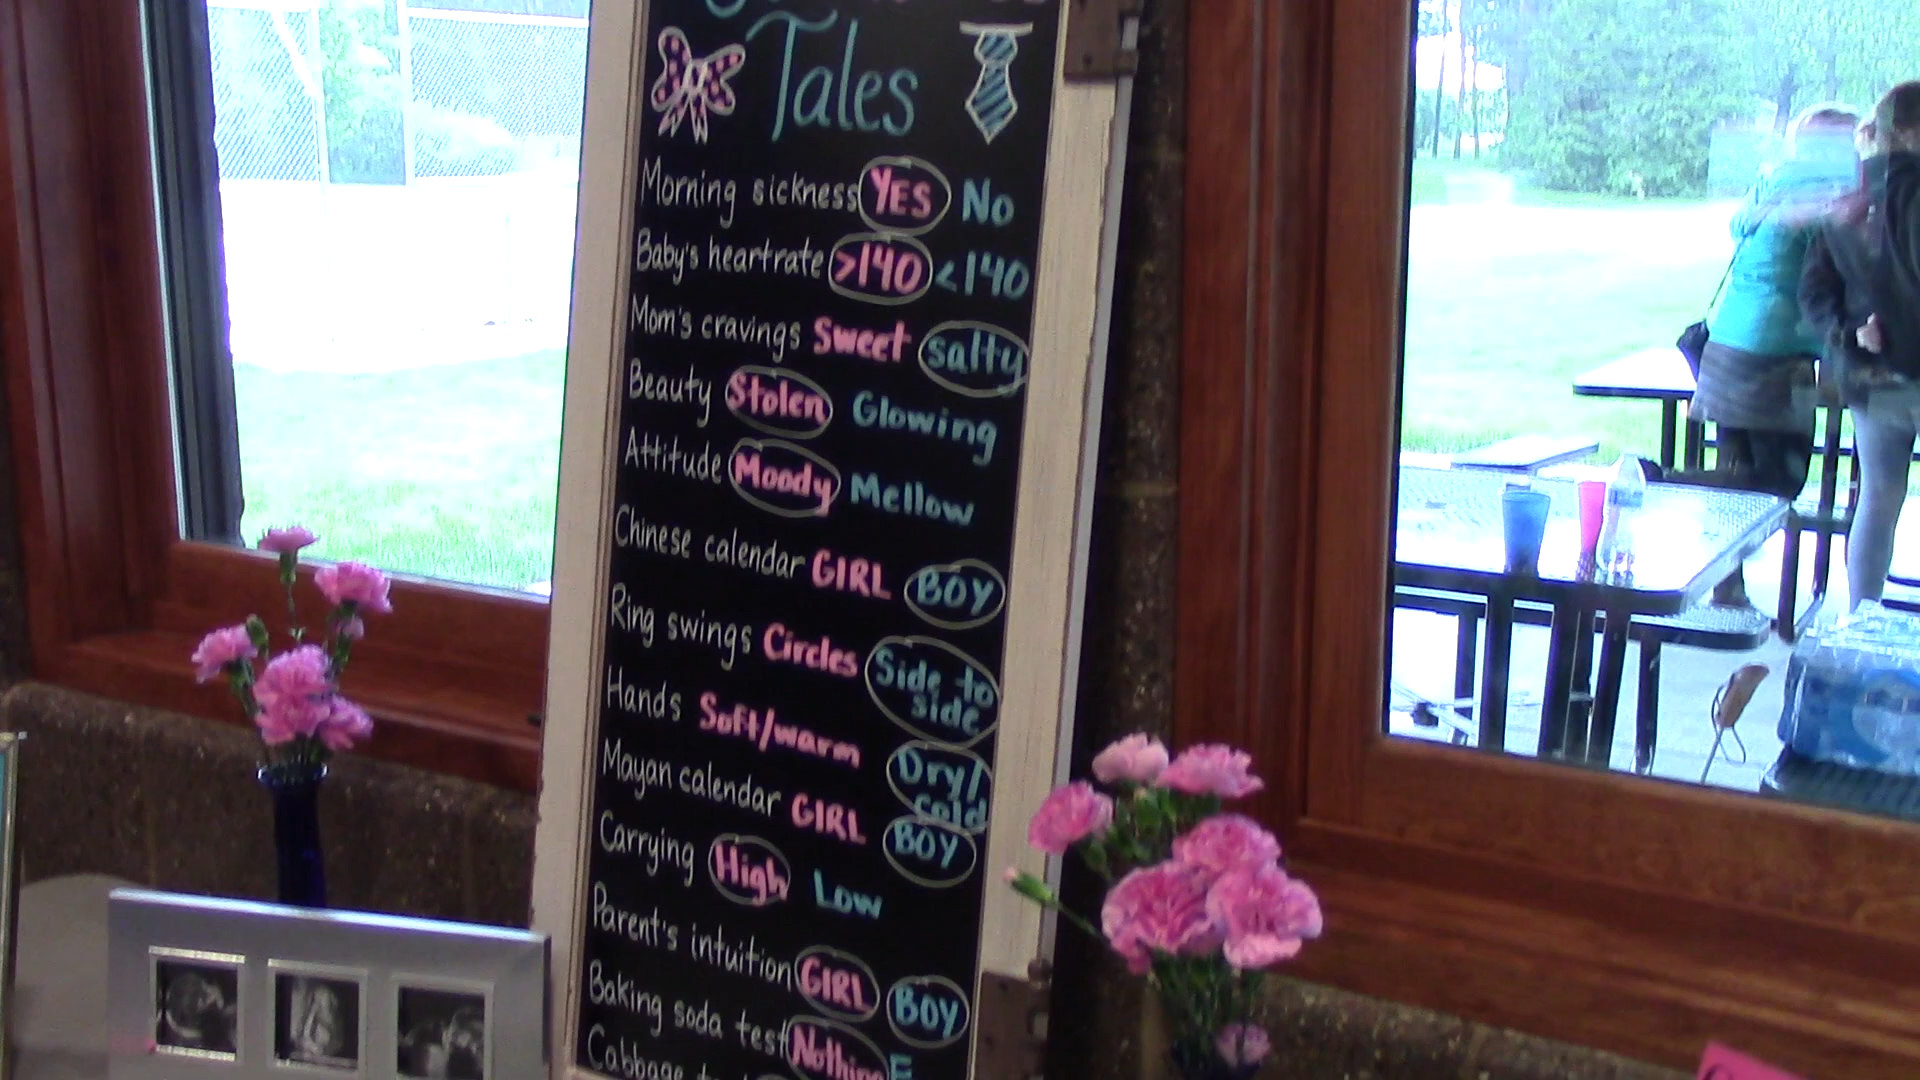 Tales
Morning sickness YES No
Baby's heartrate >140 <140
Mom's cravings Sweet salty
Beauty Stolen Glowing
Attitude Moody Mellow
Chinese calendar GIRL BOY
Ring swings Circles Side to side
Hands Soft/warm Dry/cold
Mayan calendar GIRL BOY
Carrying High Low
Parent's intuition GIRL BOY
Baking soda test Nothing
Cabbage